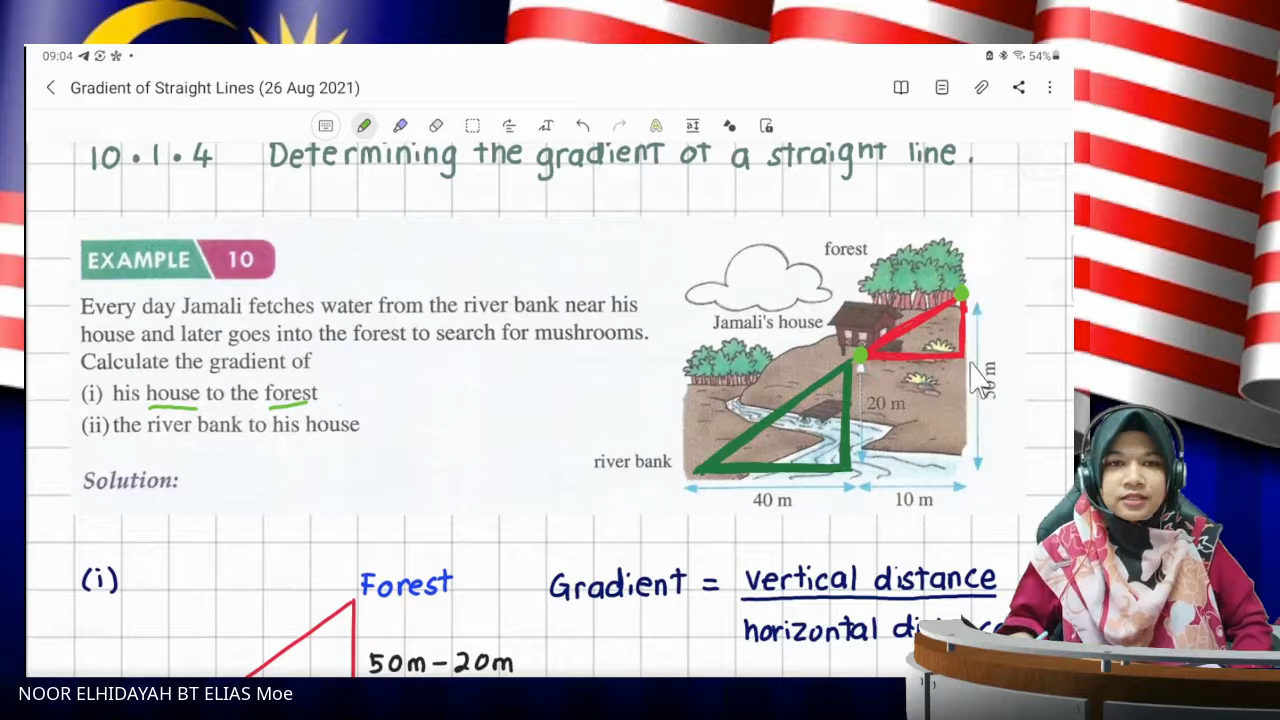 09:04
54%
Gradient of Straight Lines (26 Aug 2021)
10.1.4 Determining the gradient of a straight line.
EXAMPLE 10
Every day Jamali fetches water from the river bank near his
house and later goes into the forest to search for mushrooms.
Calculate the gradient of
(i) his house to the forest
(ii) the river bank to his house
Solution:
forest
Jamali's house
20 m
50 m
river bank
40 m
10 m
(i)
Forest
50m - 20m
Gradient = vertical distance
horizontal
NOOR ELHIDAYAH BT ELIAS Moe